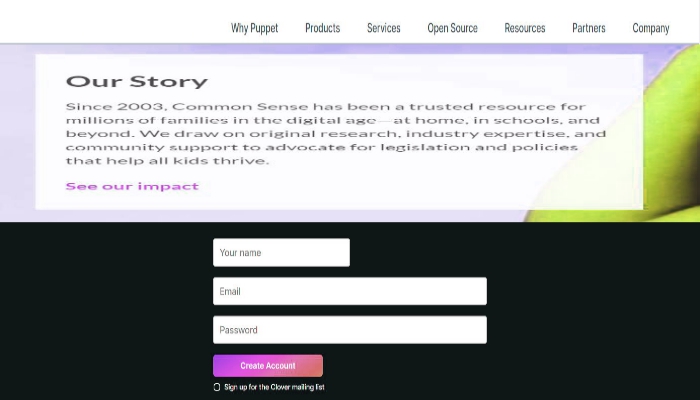 Why Puppet Products Services Open Source Resources Partners Company
Our Story
Since 2003, Common Sense has been a trusted resource for
millions of families in the digital age—at home, in schools, and
beyond. We draw on original research, industry expertise, and
community support to advocate for legislation and policies
that help all kids thrive.
See our impact
Your name
Email
Password
Create Account
Sign up for the Clover mailing list